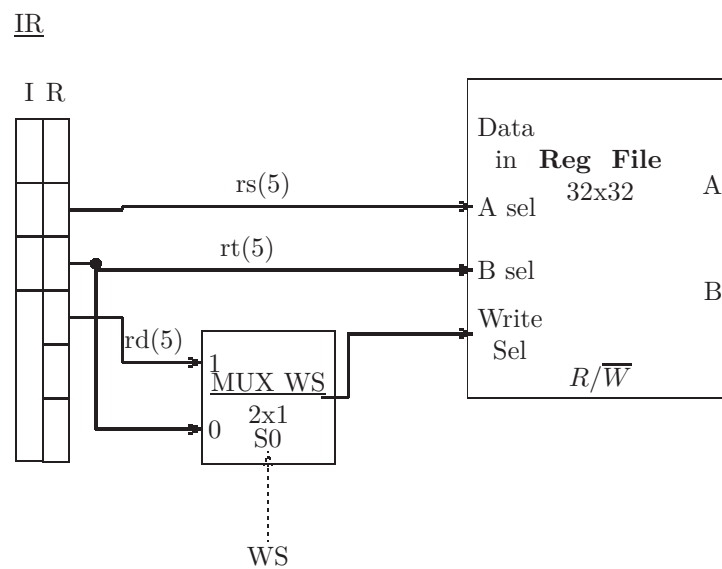 IR
I R
Data
in Reg File
32x32
A
rs(5)
A sel
rt(5)
B sel
B
Write
Sel
rd(5)
1
MUX WS
2x1
0
S0
R/W̅
WS